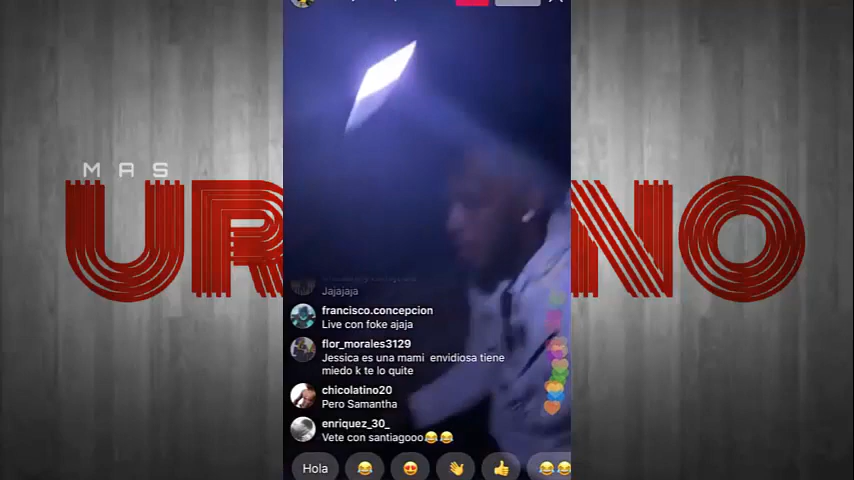 MAS
UR NO
Jajajaja
francisco.concepcion
Live con foke ajaja
flor_morales3129
Jessica es una mami envidiosa tiene
miedo k te lo quite
chicolatino20
Pero Samantha
enriquez_30_
Vete con santiagooo😂😂
Hola